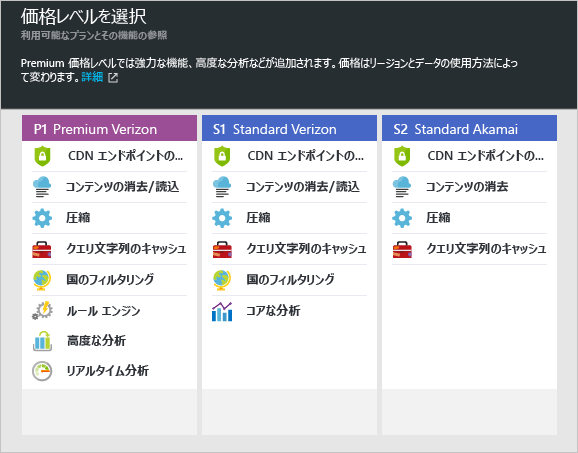 価格レベルを選択
利用可能なプランとその機能の参照
Premium 価格レベルでは強力な機能、高度な分析などが追加されます。価格はリージョンとデータの使用方法によっ
て変わります。詳細
P1 Premium Verizon
CDN エンドポイントの...
コンテンツの消去/読込
圧縮
クエリ文字列のキャッシュ
国のフィルタリング
ルール エンジン
高度な分析
リアルタイム分析
S1 Standard Verizon
CDN エンドポイントの...
コンテンツの消去/読込
圧縮
クエリ文字列のキャッシュ
国のフィルタリング
コアな分析
S2 Standard Akamai
CDN エンドポイントの...
コンテンツの消去
圧縮
クエリ文字列のキャッシュ